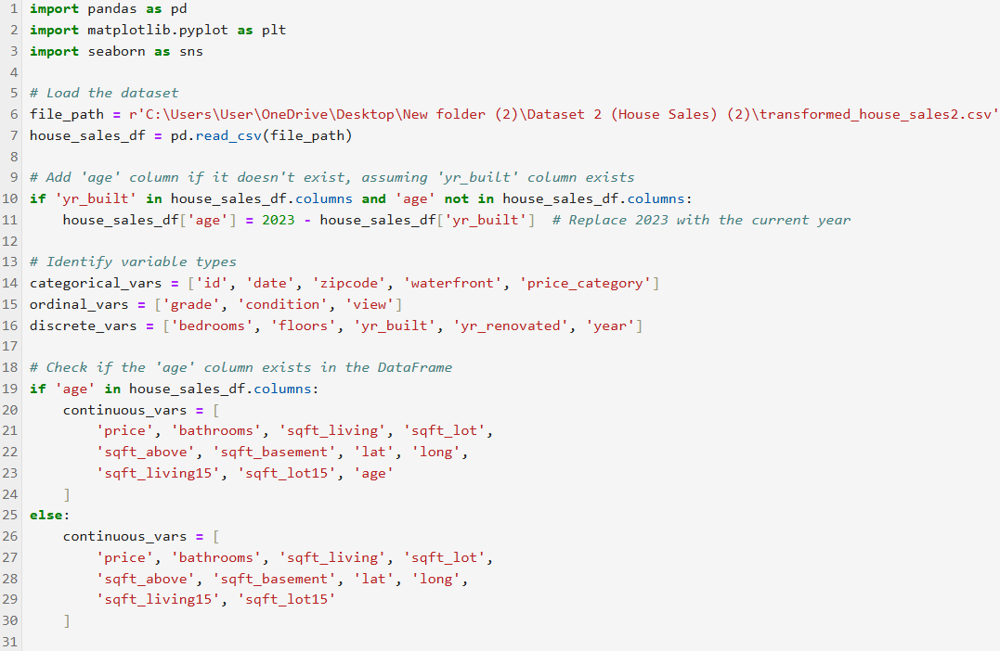 1 import pandas as pd
2 import matplotlib.pyplot as plt
3 import seaborn as sns
4
5 # Load the dataset
6 file_path = r'C:\Users\User\OneDrive\Desktop\New folder (2)\Dataset 2 (House Sales) (2)\transformed_house_sales2.csv'
7 house_sales_df = pd.read_csv(file_path)
8
9 # Add 'age' column if it doesn't exist, assuming 'yr_built' column exists
10 if 'yr_built' in house_sales_df.columns and 'age' not in house_sales_df.columns:
11     house_sales_df['age'] = 2023 - house_sales_df['yr_built']  # Replace 2023 with the current year
12
13 # Identify variable types
14 categorical_vars = ['id', 'date', 'zipcode', 'waterfront', 'price_category']
15 ordinal_vars = ['grade', 'condition', 'view']
16 discrete_vars = ['bedrooms', 'floors', 'yr_built', 'yr_renovated', 'year']
17
18 # Check if the 'age' column exists in the DataFrame
19 if 'age' in house_sales_df.columns:
20     continuous_vars = [
21         'price', 'bathrooms', 'sqft_living', 'sqft_lot',
22         'sqft_above', 'sqft_basement', 'lat', 'long',
23         'sqft_living15', 'sqft_lot15', 'age'
24     ]
25 else:
26     continuous_vars = [
27         'price', 'bathrooms', 'sqft_living', 'sqft_lot',
28         'sqft_above', 'sqft_basement', 'lat', 'long',
29         'sqft_living15', 'sqft_lot15'
30     ]
31